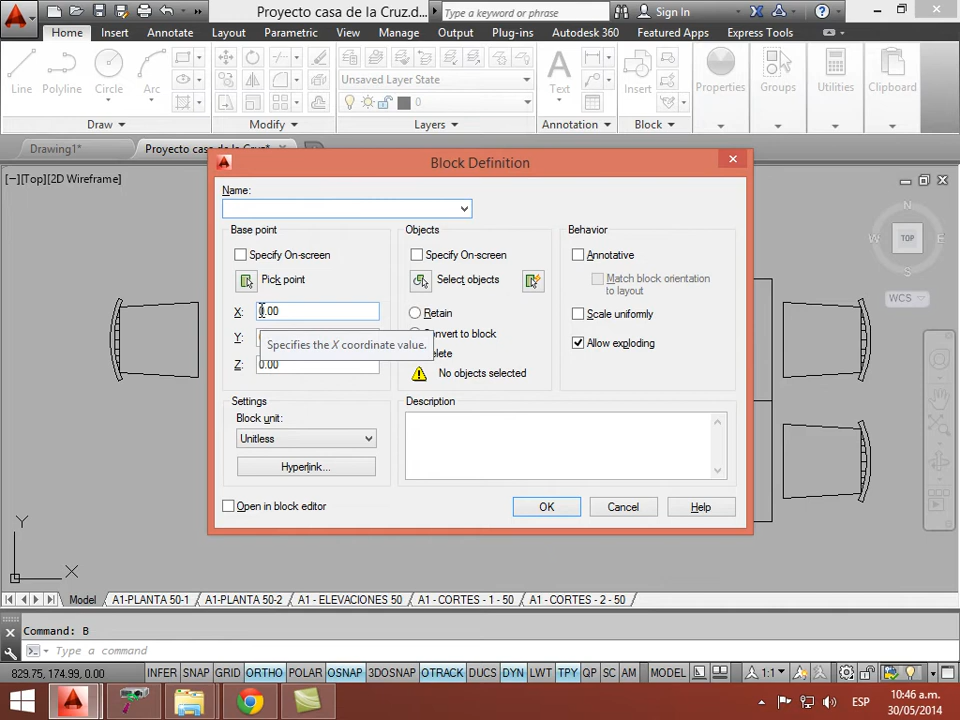 Proyecto casa de la Cruz.d...
Type a keyword or phrase
Sign In
Home
Insert
Annotate
Layout
Parametric
View
Manage
Output
Plug-ins
Autodesk 360
Featured Apps
Express Tools
Line
Polyline
Circle
Arc
Unsaved Layer State
0
Text
Insert
Properties
Groups
Utilities
Clipboard
Draw
Modify
Layers
Annotation
Block
Drawing1*
Proyecto casa de la Cruz*
[−][Top][2D Wireframe]
Block Definition
Name:
Base point
Specify On-screen
Pick point
X:
0.00
Y:
Z:
0.00
Specifies the X coordinate value.
Objects
Specify On-screen
Select objects
Retain
Convert to block
No objects selected
Behavior
Annotative
Match block orientation
to layout
Scale uniformly
Allow exploding
Settings
Block unit:
Unitless
Hyperlink...
Description
Open in block editor
OK
Cancel
Help
N
W
TOP
E
S
WCS
Y
X
Model
A1-PLANTA 50-1
A1-PLANTA 50-2
A1 - ELEVACIONES 50
A1 - CORTES - 1 - 50
A1 - CORTES - 2 - 50
Command: B
Type a command
829.75, 174.99, 0.00
INFER
SNAP
GRID
ORTHO
POLAR
OSNAP
3DOSNAP
OTRACK
DUCS
DYN
LWT
TPY
QP
SC
AM
MODEL
1:1
ESP
10:46 a.m.
30/05/2014